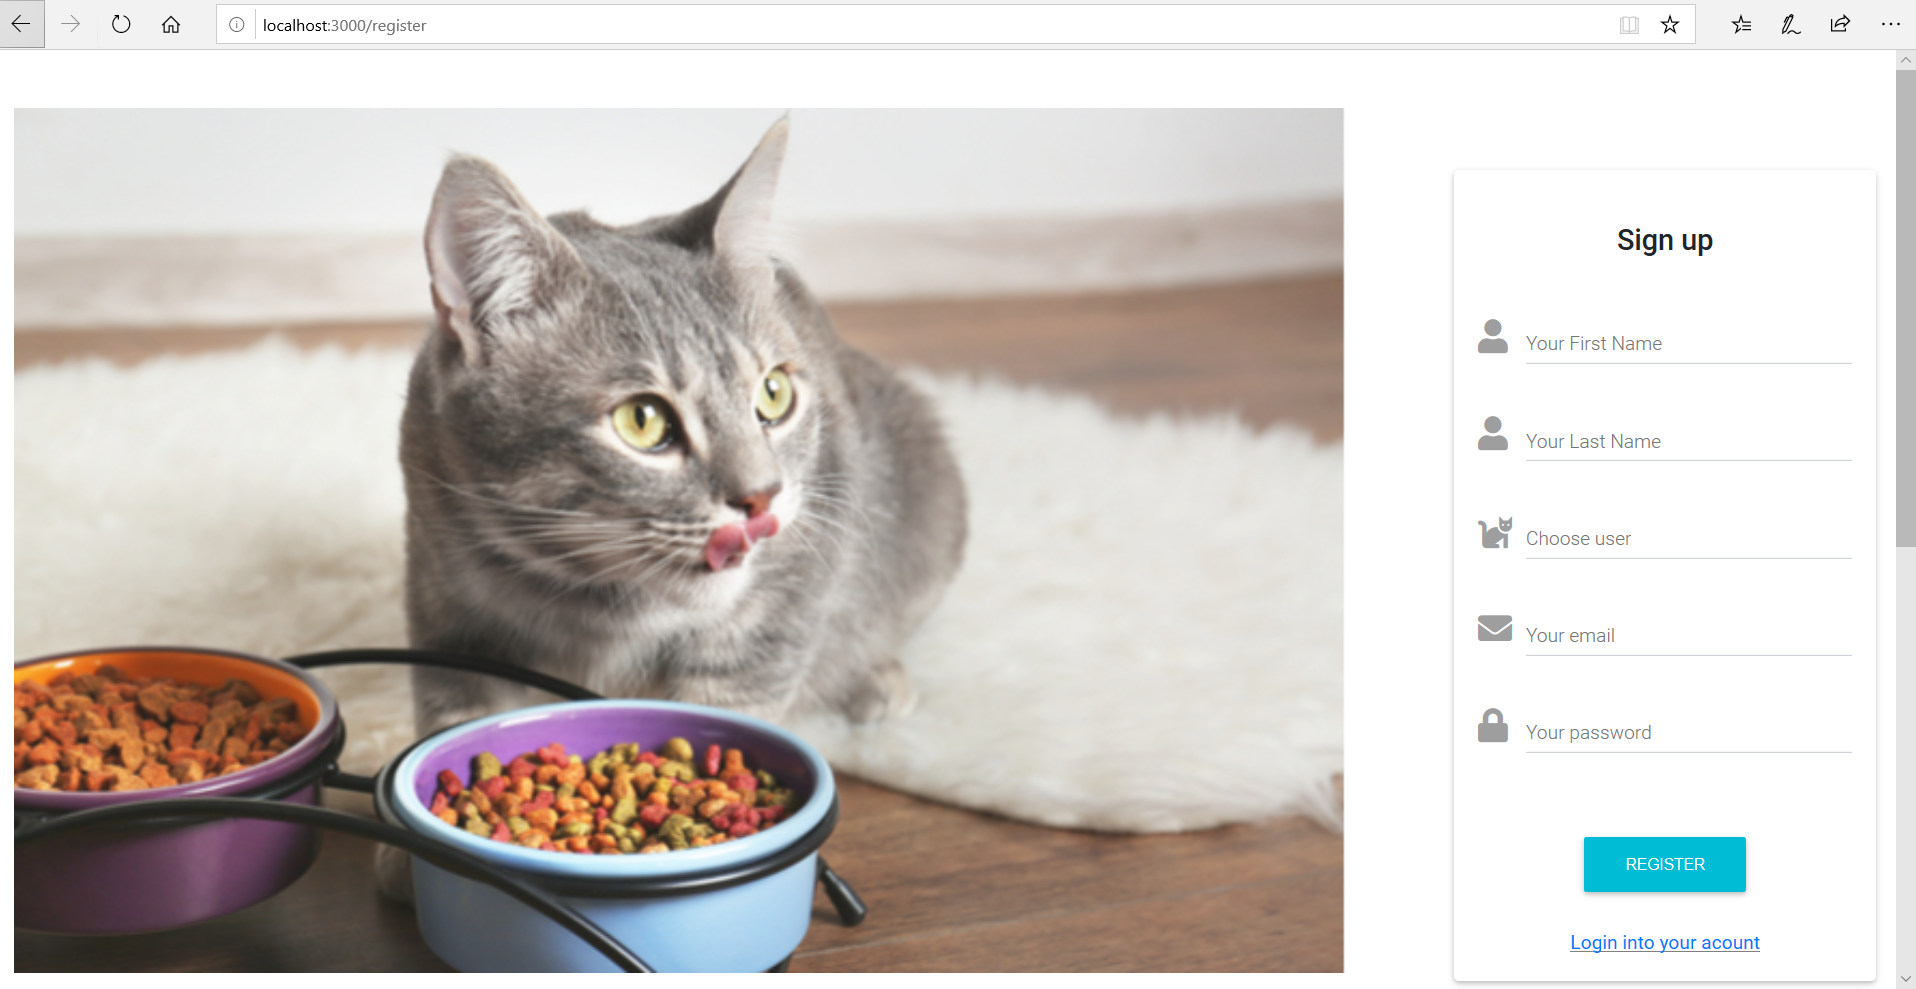 localhost:3000/register
Sign up
Your First Name
Your Last Name
Choose user
Your email
Your password
REGISTER
Login into your acount